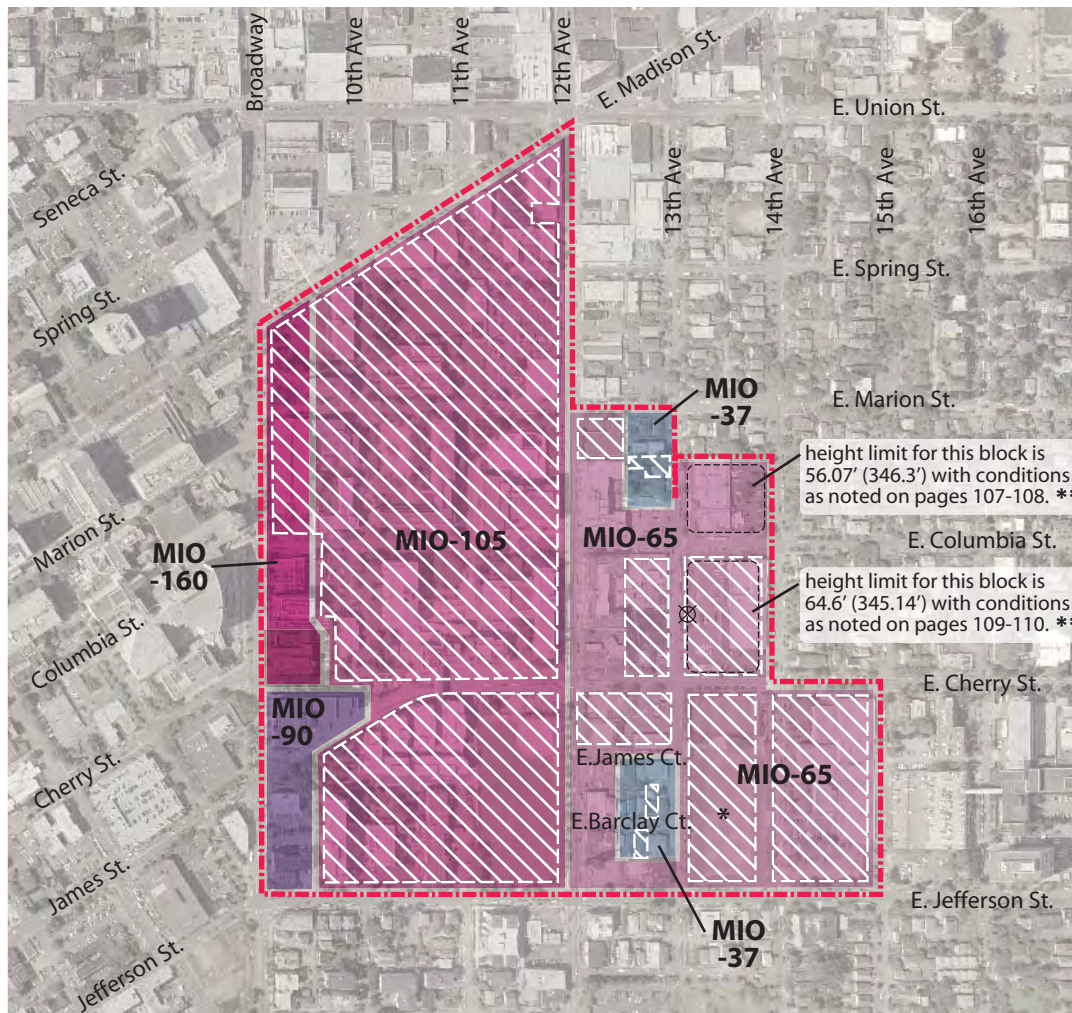 Broadway
10th Ave
11th Ave
12th Ave
E. Madison St.
E. Union St.
Seneca St.
13th Ave
14th Ave
15th Ave
16th Ave
E. Spring St.
Spring St.
MIO
-37
E. Marion St.
height limit for this block is
56.07' (346.3') with conditions
as noted on pages 107-108. **
Marion St.
MIO-105
MIO-65
E. Columbia St.
MIO
-160
height limit for this block is
64.6' (345.14') with conditions
as noted on pages 109-110. **
Columbia St.
E. Cherry St.
MIO
-90
E.James Ct.
MIO-65
Cherry St.
E.Barclay Ct.
*
James St.
E. Jefferson St.
MIO
-37
Jefferson St.